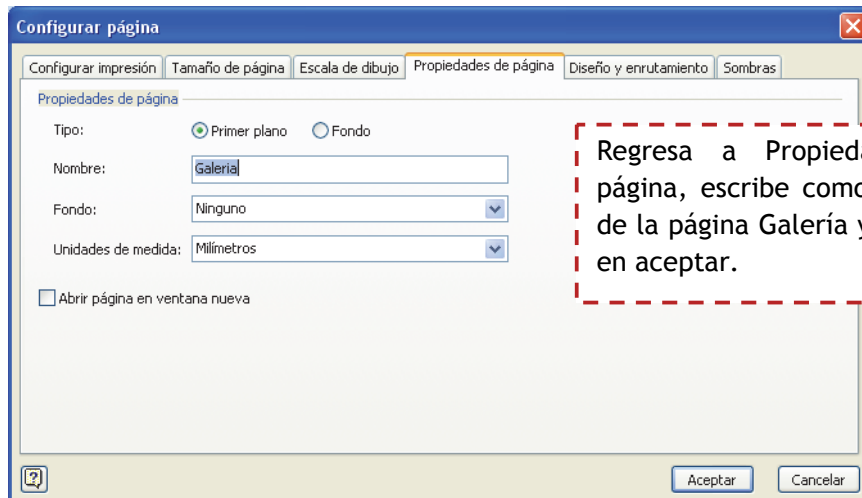 Configurar página
Configurar impresión Tamaño de página Escala de dibujo Propiedades de página Diseño y enrutamiento Sombras
Propiedades de página
Tipo: Primer plano Fondo
Nombre: Galeria
Fondo: Ninguno
Unidades de medida: Milímetros
Abrir página en ventana nueva
Regresa a
página, escribe
de la página Galería y
en aceptar.
Aceptar Cancelar